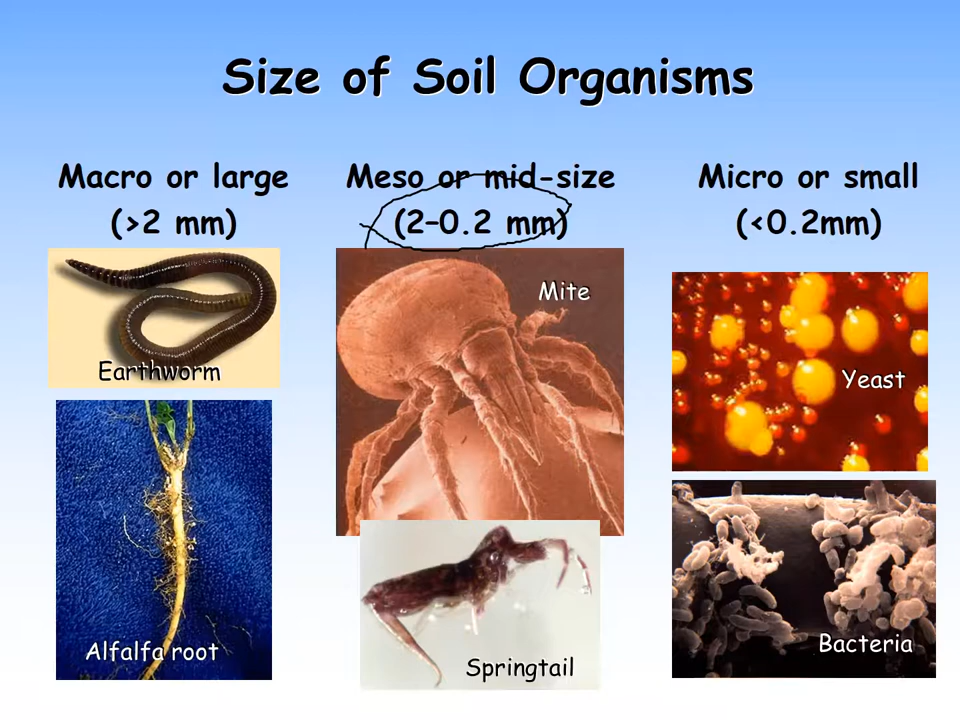 Size of Soil Organisms
Macro or large
(>2 mm)
Meso or mid-size
(2–0.2 mm)
Micro or small
(<0.2mm)
Earthworm
Alfalfa root
Mite
Springtail
Yeast
Bacteria